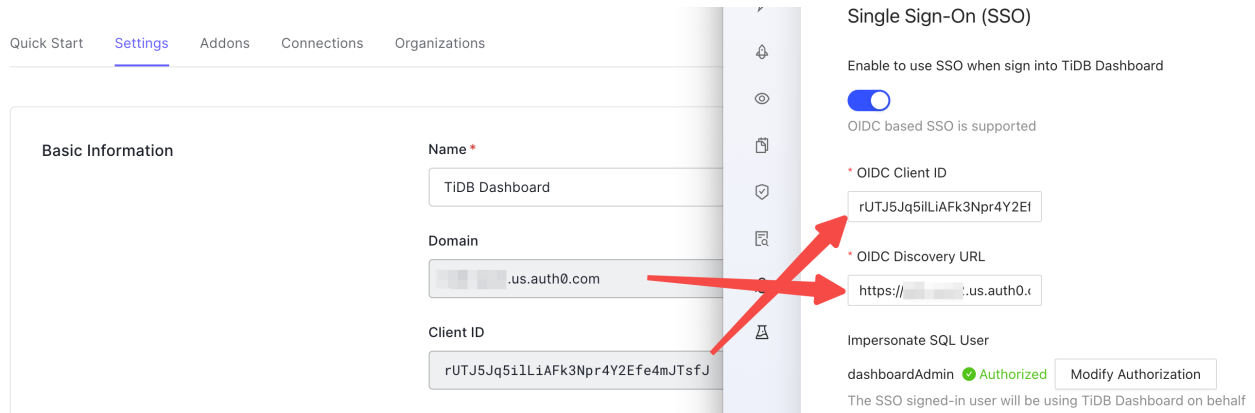 Quick Start Settings Addons Connections Organizations
Basic Information
Name *
TiDB Dashboard
Domain
.us.auth0.com
Client ID
rUTJ5Jq5ilLiAFk3Npr4Y2Efe4mJTsfJ
Single Sign-On (SSO)
Enable to use SSO when sign into TiDB Dashboard
OIDC based SSO is supported
* OIDC Client ID
rUTJ5Jq5ilLiAFk3Npr4Y2Ef
* OIDC Discovery URL
https:// .us.auth0.c
Impersonate SQL User
dashboardAdmin Authorized Modify Authorization
The SSO signed-in user will be using TiDB Dashboard on behalf